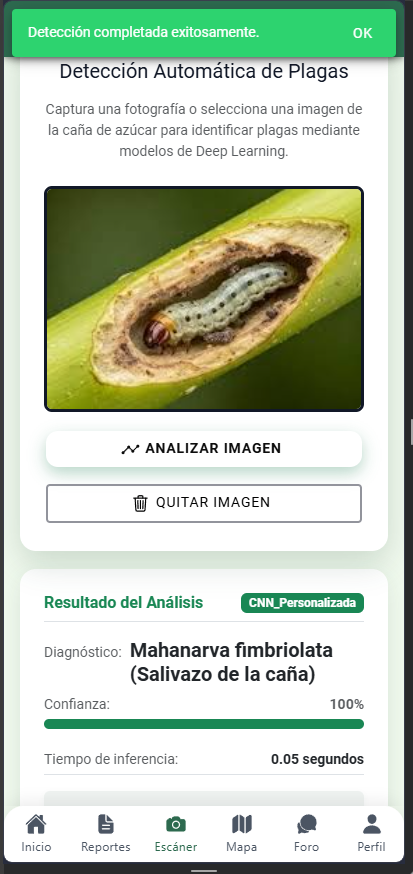 Detección completada exitosamente.
OK
Detección Automática de Plagas
Captura una fotografía o selecciona una imagen de
la caña de azúcar para identificar plagas mediante
modelos de Deep Learning.
ANALIZAR IMAGEN
QUITAR IMAGEN
Resultado del Análisis
CNN_Personalizada
Diagnóstico: Mahanarva fimbriolata
(Salivazo de la caña)
Confianza: 100%
Tiempo de inferencia: 0.05 segundos
Inicio Reportes Escáner Mapa Foro Perfil